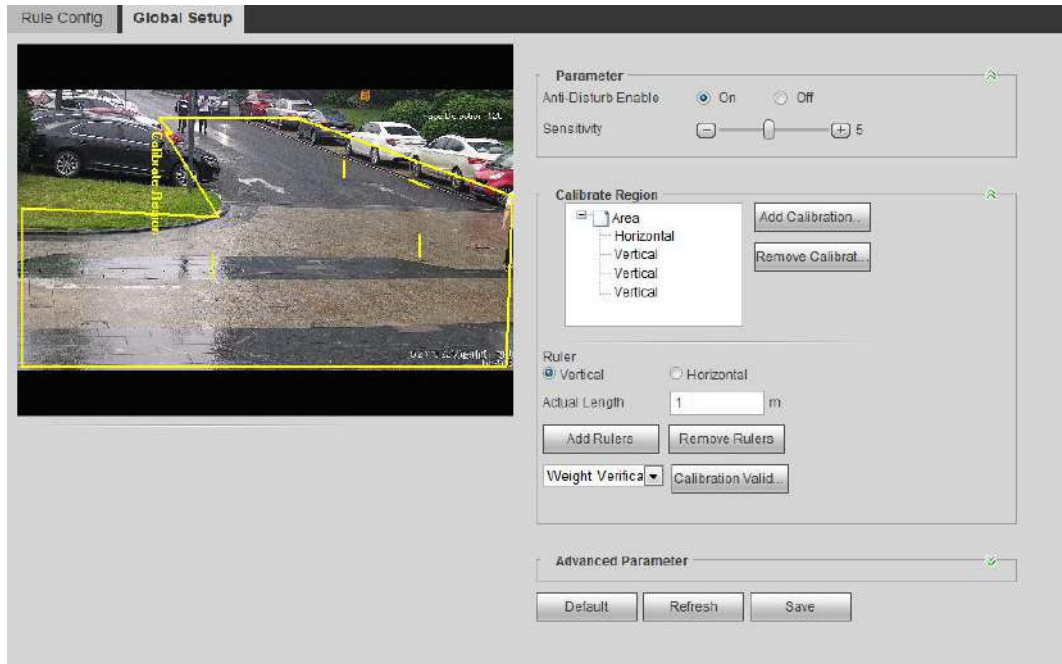 Rule Config Global Setup
Parameter
Anti-Disturb Enable On Off
Sensitivity 5
Calibrate Region
Area
Horizontal
Vertical
Vertical
Vertical
Add Calibration...
Remove Calibrat...
Ruler
Vertical Horizontal
Actual Length 1 m
Add Rulers Remove Rulers
Weight Verifica Calibration Valid...
Advanced Parameter
Default Refresh Save
Calibrate Region